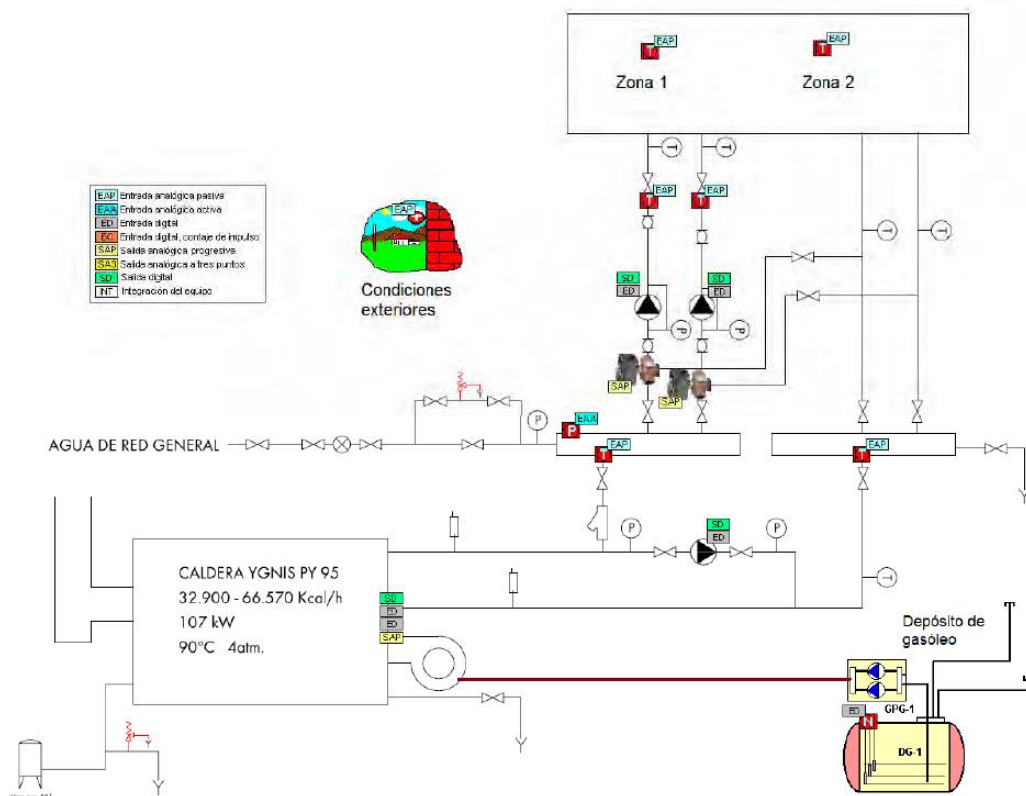 EAP
EAP
T
T
Zona 1
Zona 2
T
T
EAP
EAP
T
T
EAP Entrada analógica pasiva
EAA Entrada analógica activa
ED Entrada digital
EC Entrada digital, contaje de impulso
SAP Salida analógica progresiva
SA3 Salida analógica a tres puntos
SD Salida digital
INT Integración del equipo
EAP
T
Condiciones
exteriores
T
T
SD
ED
SD
ED
P
P
SAP
SAP
AGUA DE RED GENERAL
P
EAA
P
EAP
T
EAP
T
P
SD
ED
P
T
CALDERA YGNIS PY 95
32.900 - 66.570 Kcal/h
107 kW
90°C 4atm.
SD
ED
ED
SAP
Depósito de
gasóleo
GPG-1
ED
N
DG-1